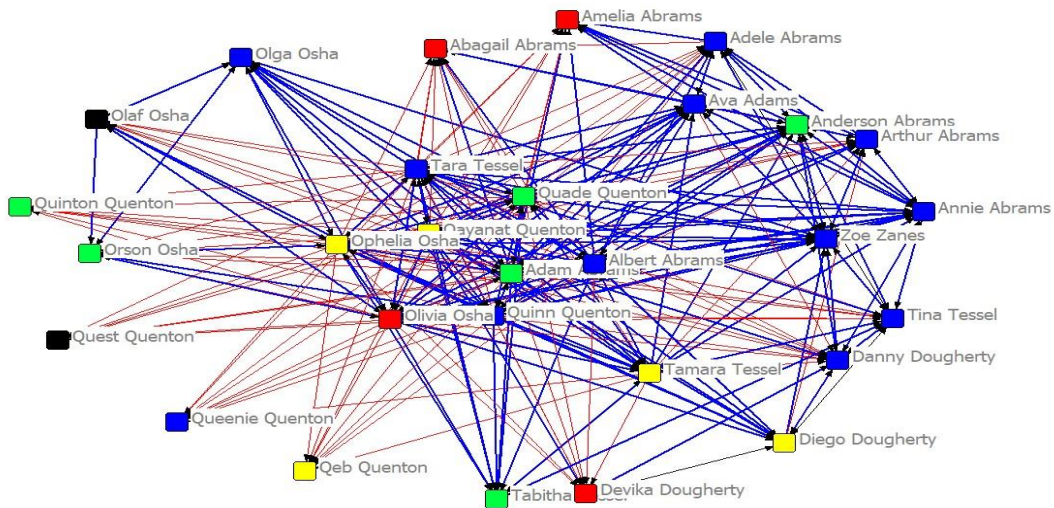 Amelia Abrams
Adele Abrams
Abagail Abrams
Olga Osha
Ava Adams
Olaf Osha
Anderson Abrams
Arthur Abrams
Tara Tessel
Quade Quenton
Quinton Quenton
Annie Abrams
Qayanat Quenton
Ophelia Osha
Zoe Zanes
Orson Osha
Albert Abrams
Adam Abrams
Olivia Osha
Quinn Quenton
Tina Tessel
Quest Quenton
Danny Dougherty
Tamara Tessel
Queenie Quenton
Diego Dougherty
Qeb Quenton
Tabitha
Devika Dougherty